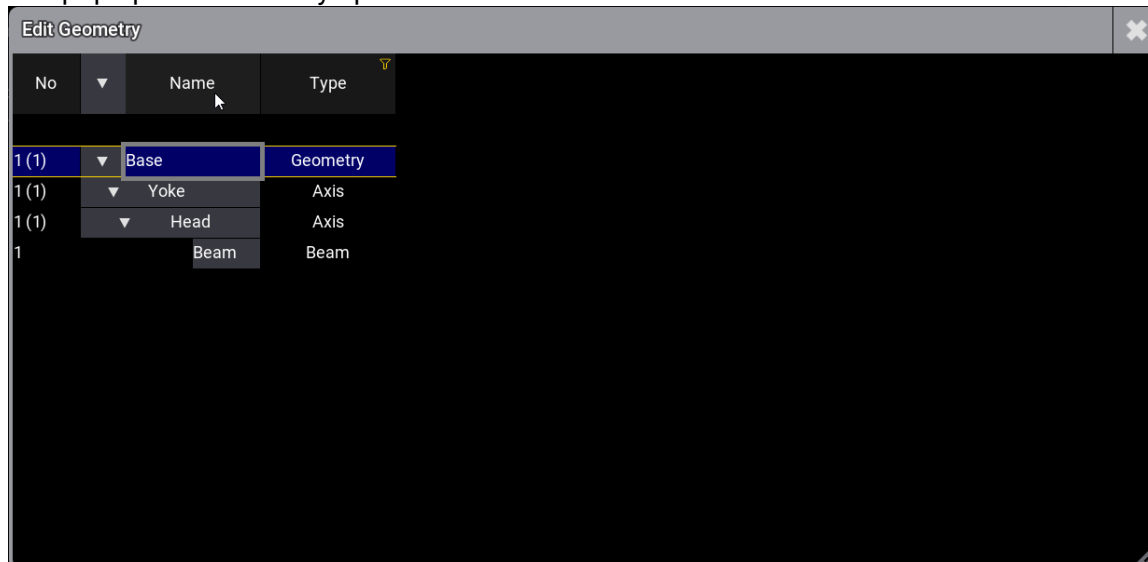 Edit Geometry
No ▼ Name Type
1 (1) ▼ Base Geometry
1 (1) ▼ Yoke Axis
1 (1) ▼ Head Axis
1 Beam Beam